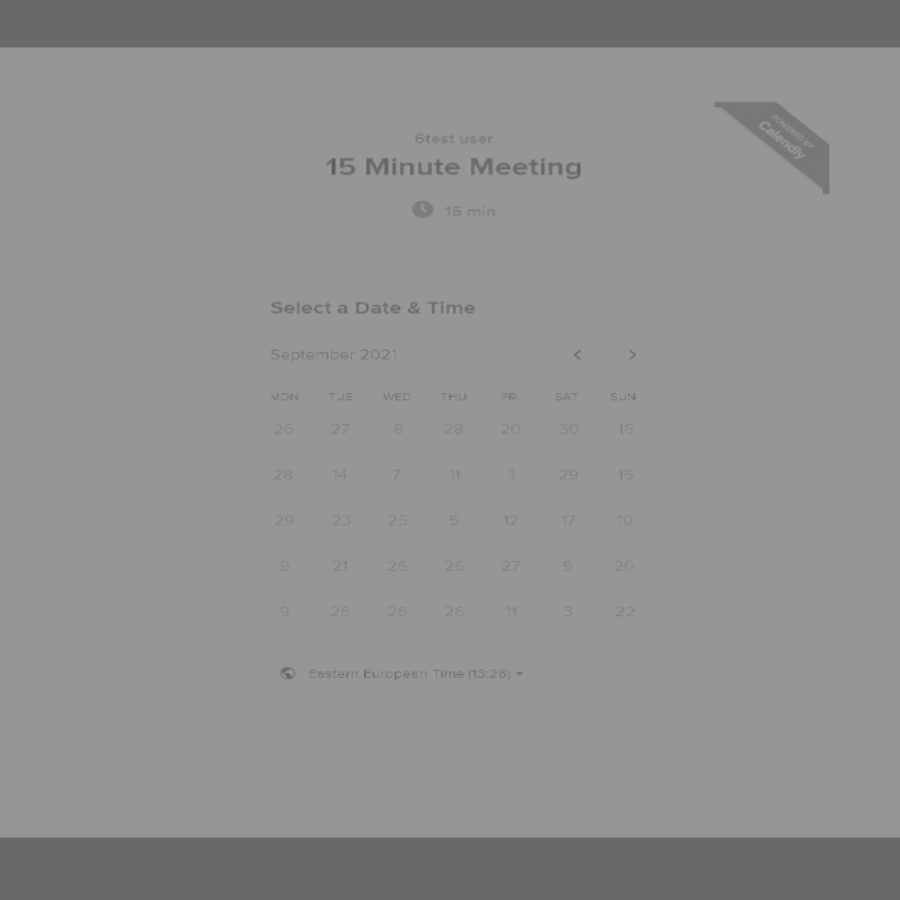 POWERED BY
Calendly
6test user
15 Minute Meeting
15 min
Select a Date & Time
September 2021
MON TUE WED THU FRI SAT SUN
26 27 8 28 20 30 15
28 14 7 11 1 29 16
29 23 25 5 12 17 10
9 21 26 26 27 5 20
9 26 26 26 11 3 22
Eastern European Time (13:26)